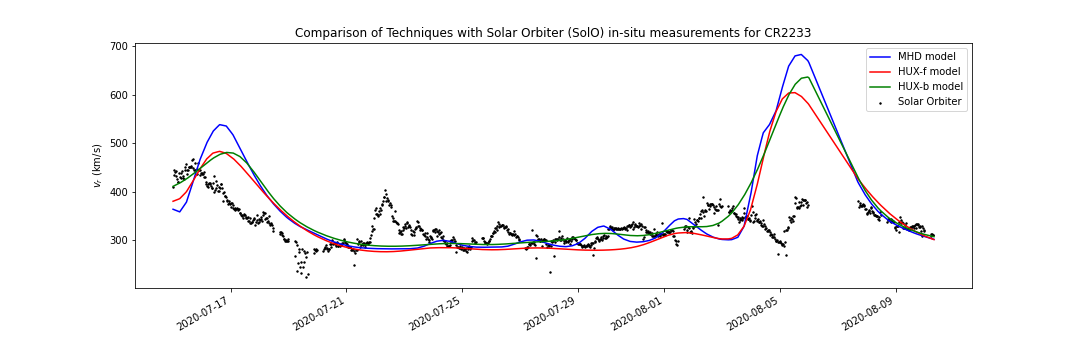 Comparison of Techniques with Solar Orbiter (SolO) in-situ measurements for CR2233
700
600
500
400
300
v_r (km/s)
MHD model
HUX-f model
HUX-b model
Solar Orbiter
2020-07-17
2020-07-21
2020-07-25
2020-07-29
2020-08-01
2020-08-05
2020-08-09